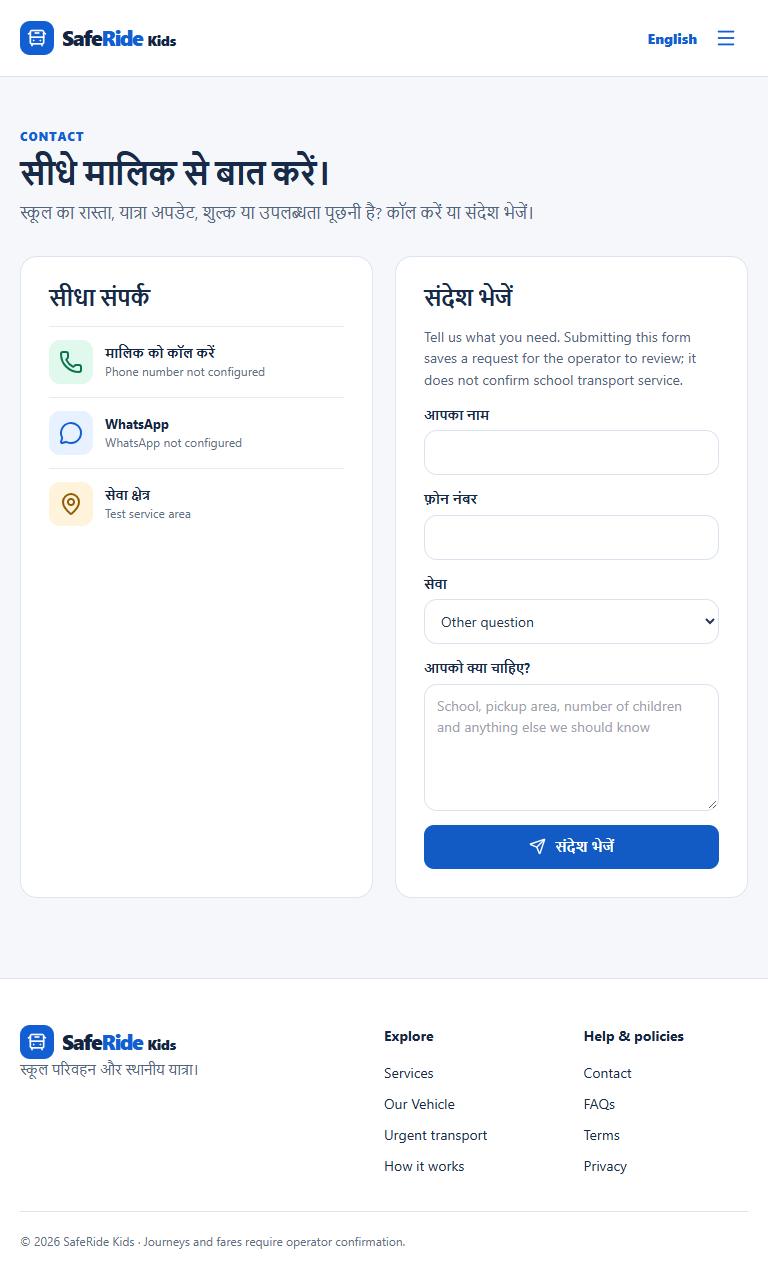 SafeRide Kids
English
CONTACT
सीधे मालिक से बात करें।
स्कूल का रास्ता, यात्रा अपडेट, शुल्क या उपलब्धता पूछनी है? कॉल करें या संदेश भेजें।
सीधा संपर्क
मालिक को कॉल करें
Phone number not configured
WhatsApp
WhatsApp not configured
सेवा क्षेत्र
Test service area
संदेश भेजें
Tell us what you need. Submitting this form
saves a request for the operator to review; it
does not confirm school transport service.
आपका नाम
फ़ोन नंबर
सेवा
Other question
आपको क्या चाहिए?
School, pickup area, number of children
and anything else we should know
संदेश भेजें
SafeRide Kids
स्कूल परिवहन और स्थानीय यात्रा।
Explore
Services
Our Vehicle
Urgent transport
How it works
Help & policies
Contact
FAQs
Terms
Privacy
© 2026 SafeRide Kids · Journeys and fares require operator confirmation.